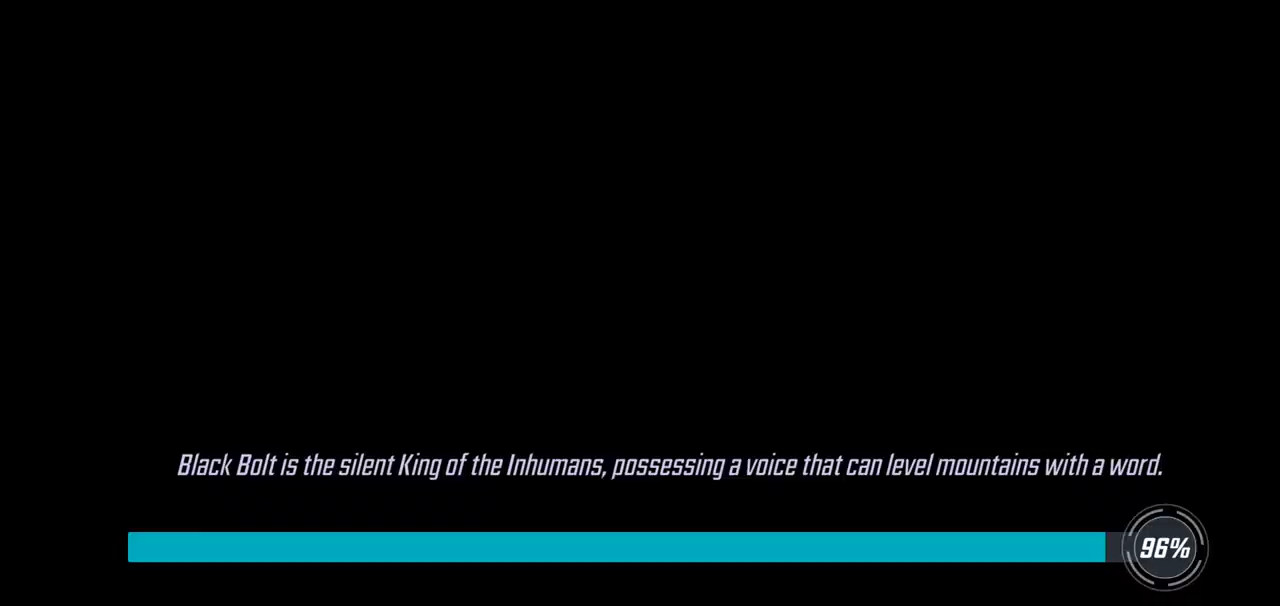 Black Bolt is the silent King of the Inhumans, possessing a voice that can level mountains with a word.
96%